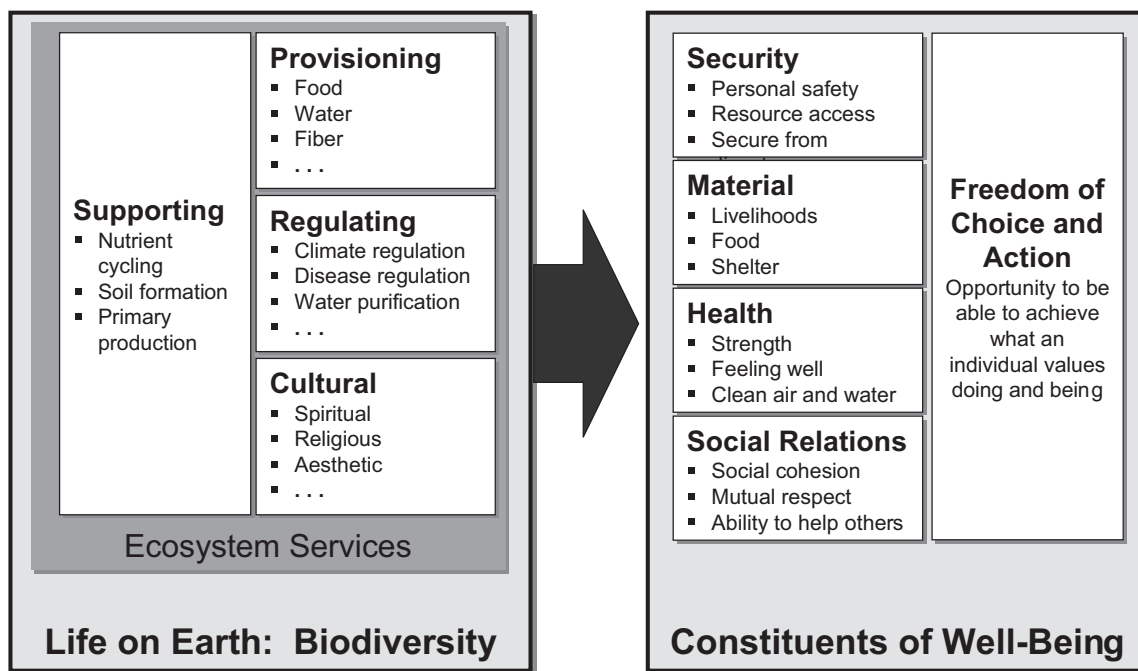 Supporting
▪ Nutrient
cycling
▪ Soil formation
▪ Primary
production
Provisioning
▪ Food
▪ Water
▪ Fiber
▪ . . .
Regulating
▪ Climate regulation
▪ Disease regulation
▪ Water purification
▪ . . .
Cultural
▪ Spiritual
▪ Religious
▪ Aesthetic
▪ . . .
Ecosystem Services
Life on Earth: Biodiversity
Security
▪ Personal safety
▪ Resource access
▪ Secure from
Material
▪ Livelihoods
▪ Food
▪ Shelter
Health
▪ Strength
▪ Feeling well
▪ Clean air and water
Social Relations
▪ Social cohesion
▪ Mutual respect
▪ Ability to help others
Freedom of
Choice and
Action
Opportunity to be
able to achieve
what an
individual values
doing and being
Constituents of Well-Being